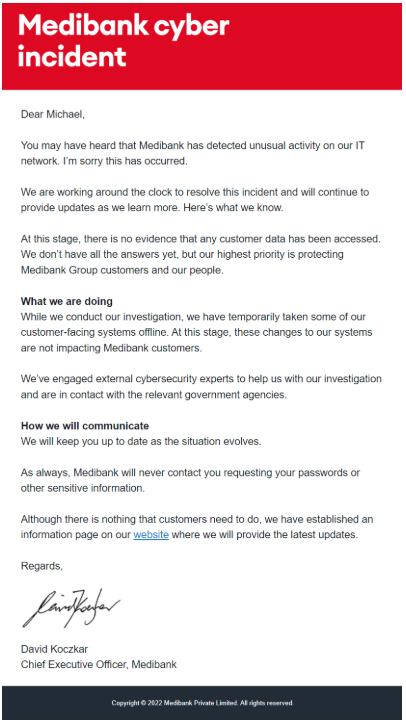 Medibank cyber
incident
Dear Michael,
You may have heard that Medibank has detected unusual activity on our IT
network. I'm sorry this has occurred.
We are working around the clock to resolve this incident and will continue to
provide updates as we learn more. Here's what we know.
At this stage, there is no evidence that any customer data has been accessed.
We don't have all the answers yet, but our highest priority is protecting
Medibank Group customers and our people.
What we are doing
While we conduct our investigation, we have temporarily taken some of our
customer-facing systems offline. At this stage, these changes to our systems
are not impacting Medibank customers.
We've engaged external cybersecurity experts to help us with our investigation
and are in contact with the relevant government agencies.
How we will communicate
We will keep you up to date as the situation evolves.
As always, Medibank will never contact you requesting your passwords or
other sensitive information.
Although there is nothing that customers need to do, we have established an
information page on our website where we will provide the latest updates.
Regards,
David Koczkar
Chief Executive Officer, Medibank
Copyright © 2022 Medibank Private Limited. All rights reserved.